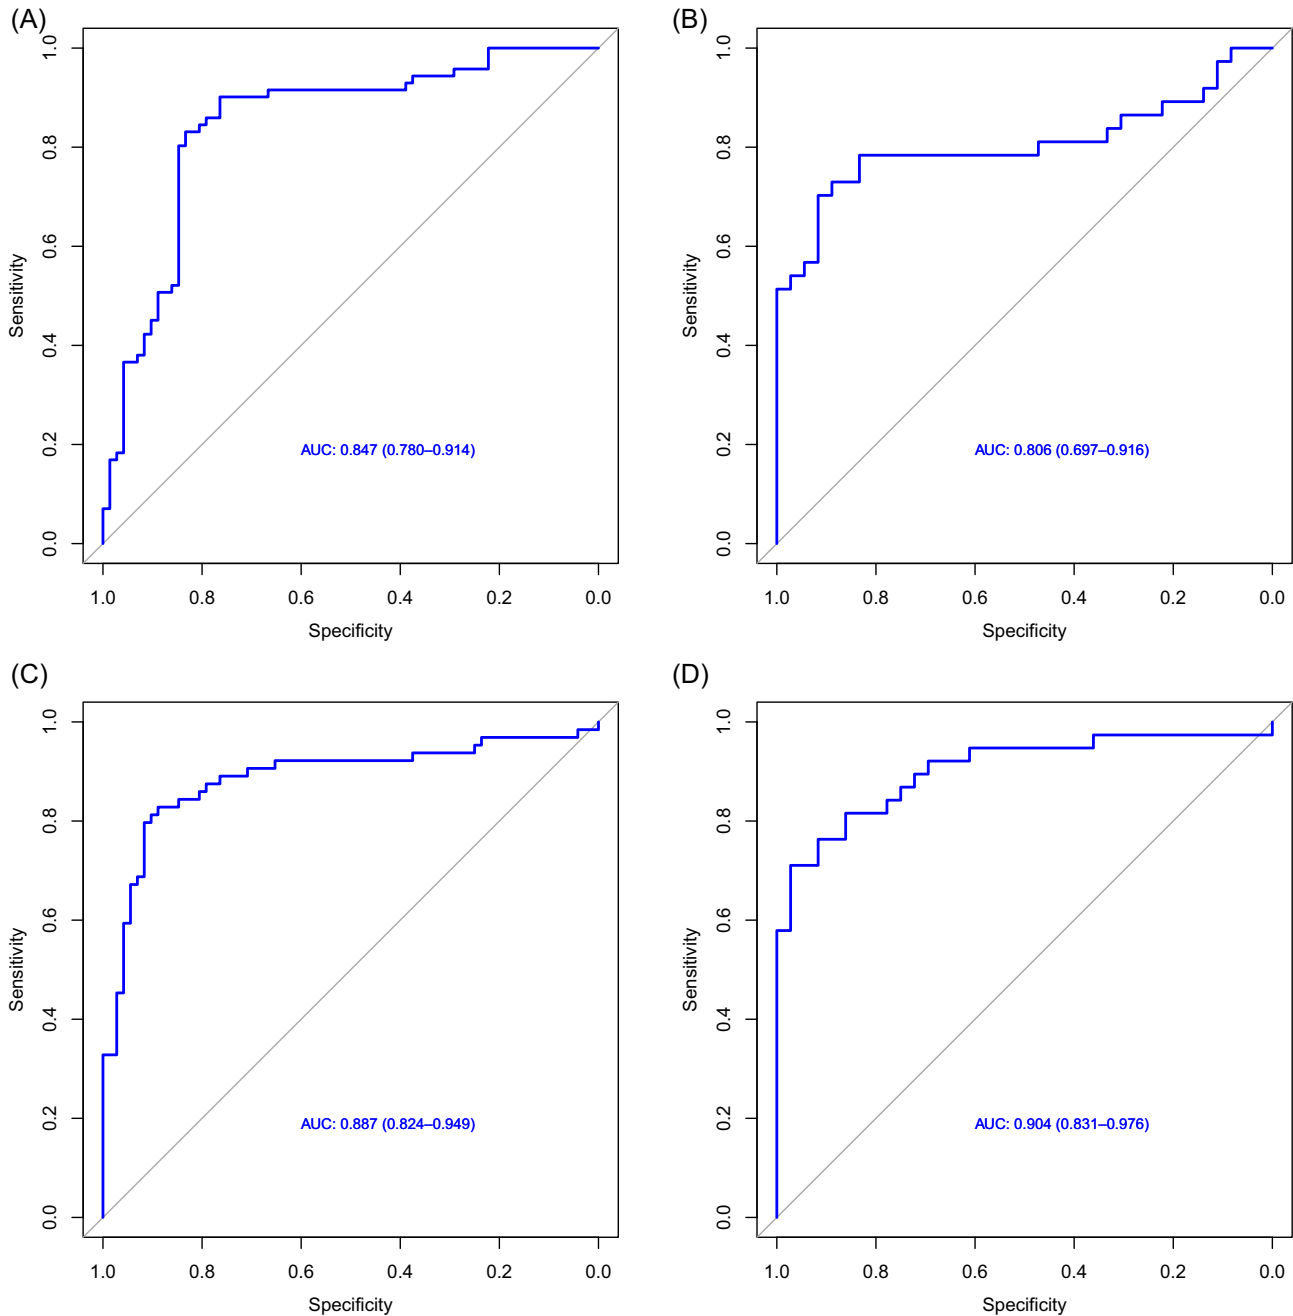 (A)
1.0
0.8
0.6
0.4
0.2
0.0
Sensitivity
AUC: 0.847 (0.780–0.914)
1.0 0.8 0.6 0.4 0.2 0.0
Specificity
(B)
1.0
0.8
0.6
0.4
0.2
0.0
Sensitivity
AUC: 0.806 (0.697–0.916)
1.0 0.8 0.6 0.4 0.2 0.0
Specificity
(C)
1.0
0.8
0.6
0.4
0.2
0.0
Sensitivity
AUC: 0.887 (0.824–0.949)
1.0 0.8 0.6 0.4 0.2 0.0
Specificity
(D)
1.0
0.8
0.6
0.4
0.2
0.0
Sensitivity
AUC: 0.904 (0.831–0.976)
1.0 0.8 0.6 0.4 0.2 0.0
Specificity